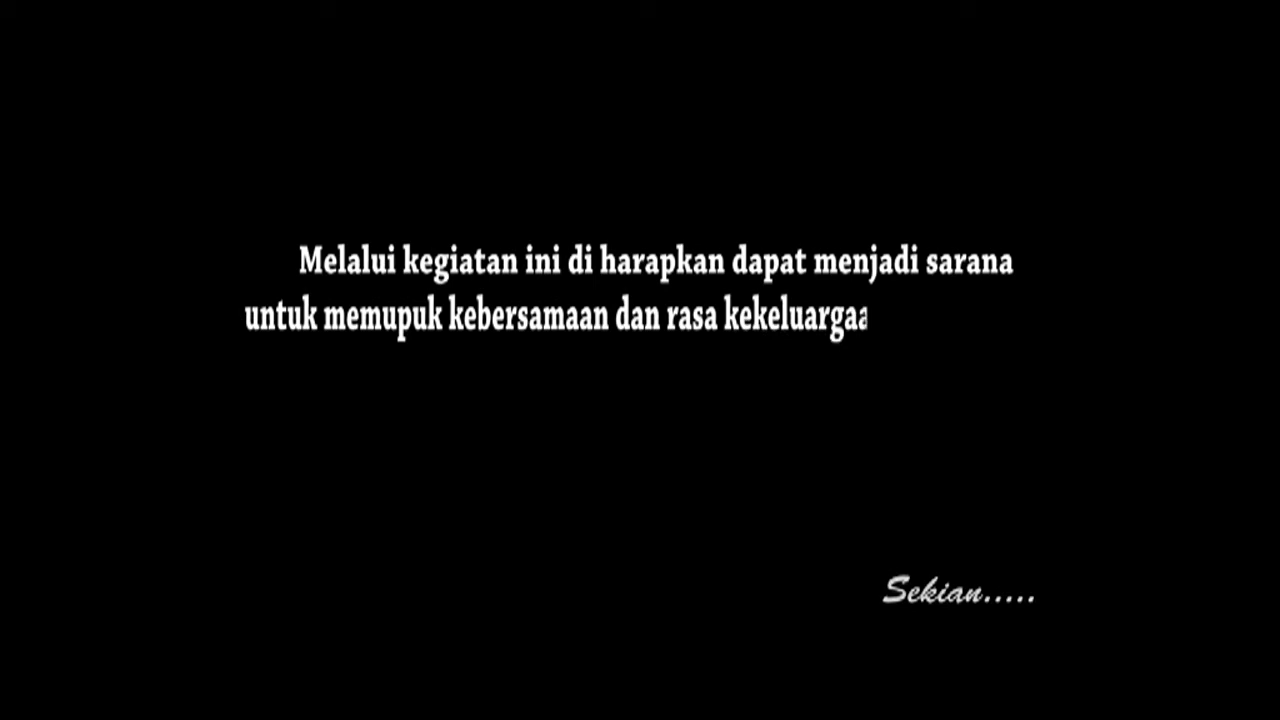 Melalui kegiatan ini di harapkan dapat menjadi sarana
untuk memupuk kebersamaan dan rasa kekeluargaa
Sekian.....